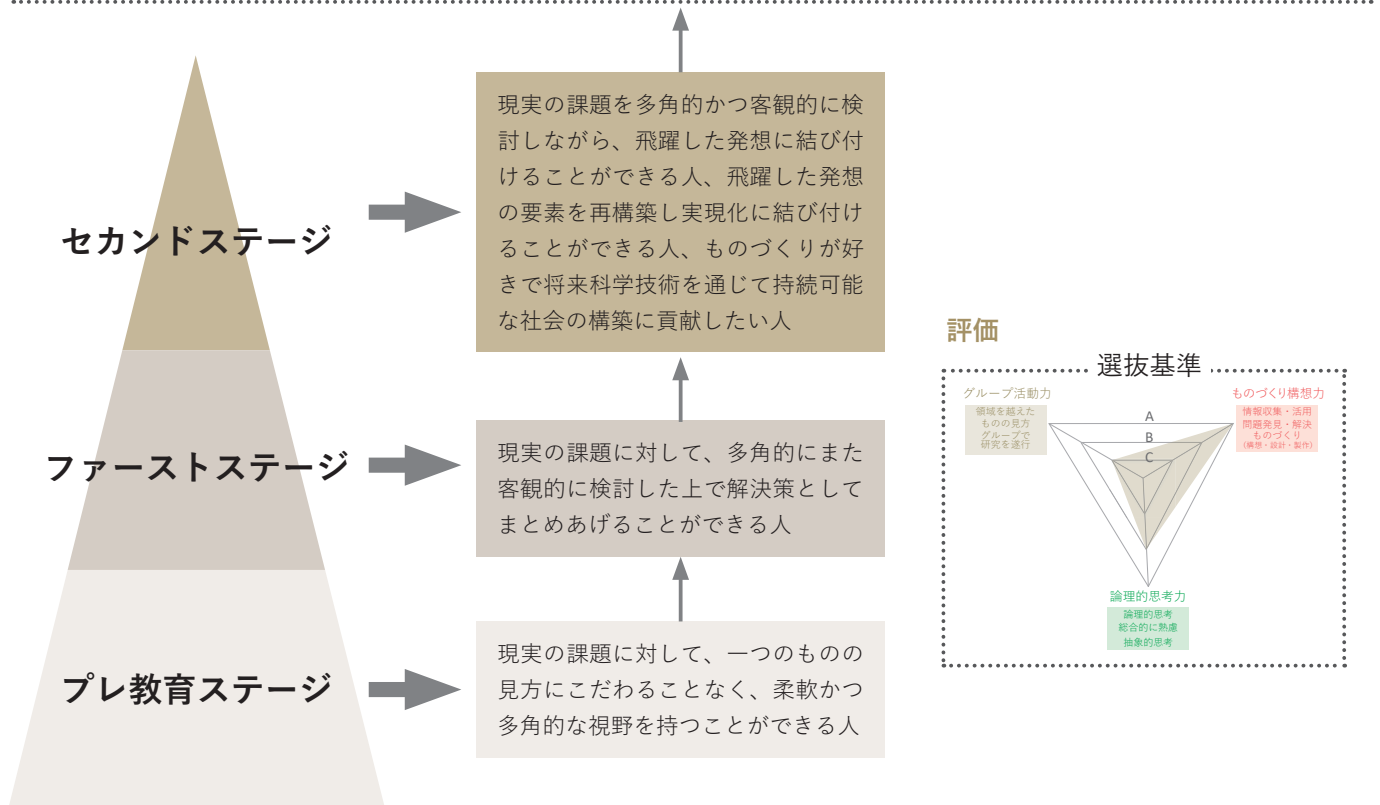 セカンドステージ
現実の課題を多角的かつ客観的に検
討しながら、飛躍した発想に結び付
けることができる人、飛躍した発想
の要素を再構築し実現化に結び付け
ることができる人、ものづくりが好
きで将来科学技術を通じて持続可能
な社会の構築に貢献したい人
ファーストステージ
現実の課題に対して、多角的にまた
客観的に検討した上で解決策として
まとめあげることができる人
プレ教育ステージ
現実の課題に対して、一つのものの
見方にこだわることなく、柔軟かつ
多角的な視野を持つことができる人
評価
選抜基準
グループ活動力
領域を越えた
ものの見方
グループで
研究を遂行
A
B
C
ものづくり構想力
情報収集・活用
問題発見・解決
ものづくり
(構想・設計・製作)
論理的思考力
論理的思考
総合的に熟慮
抽象的思考